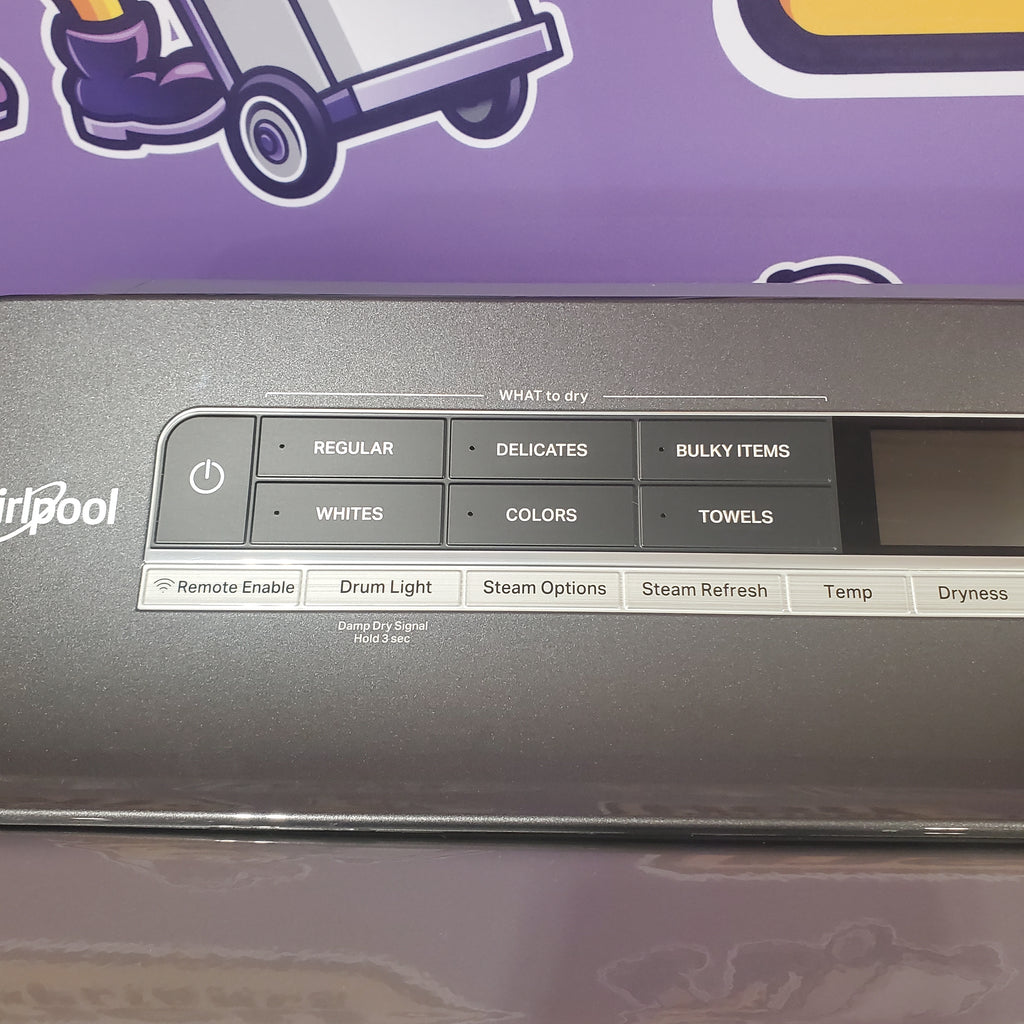 WHAT to dry
REGULAR DELICATES BULKY ITEMS
WHITES COLORS TOWELS
irlpool
Remote Enable Drum Light Steam Options Steam Refresh Temp Dryness
Damp Dry Signal
Hold 3 sec